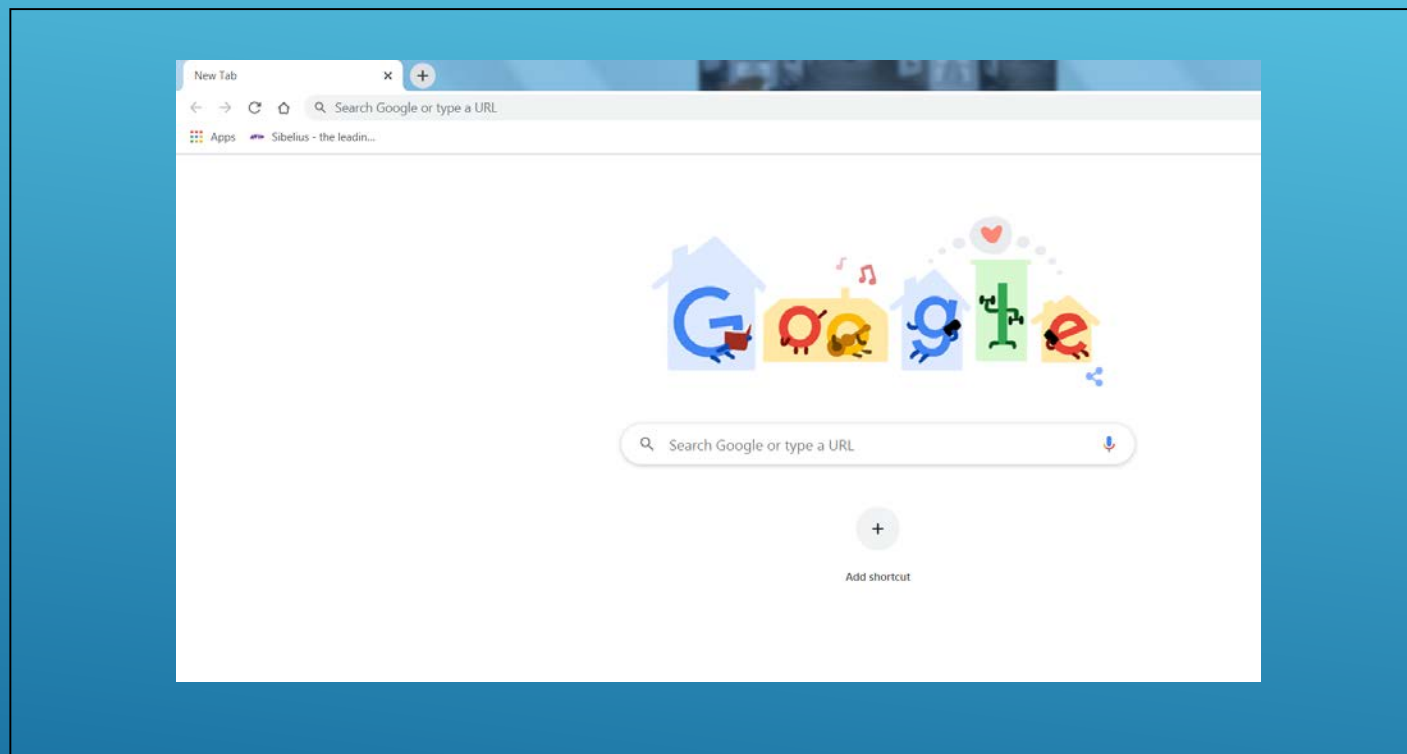 New Tab
Search Google or type a URL
Apps Sibelius - the leadin...
Google
Search Google or type a URL
Add shortcut